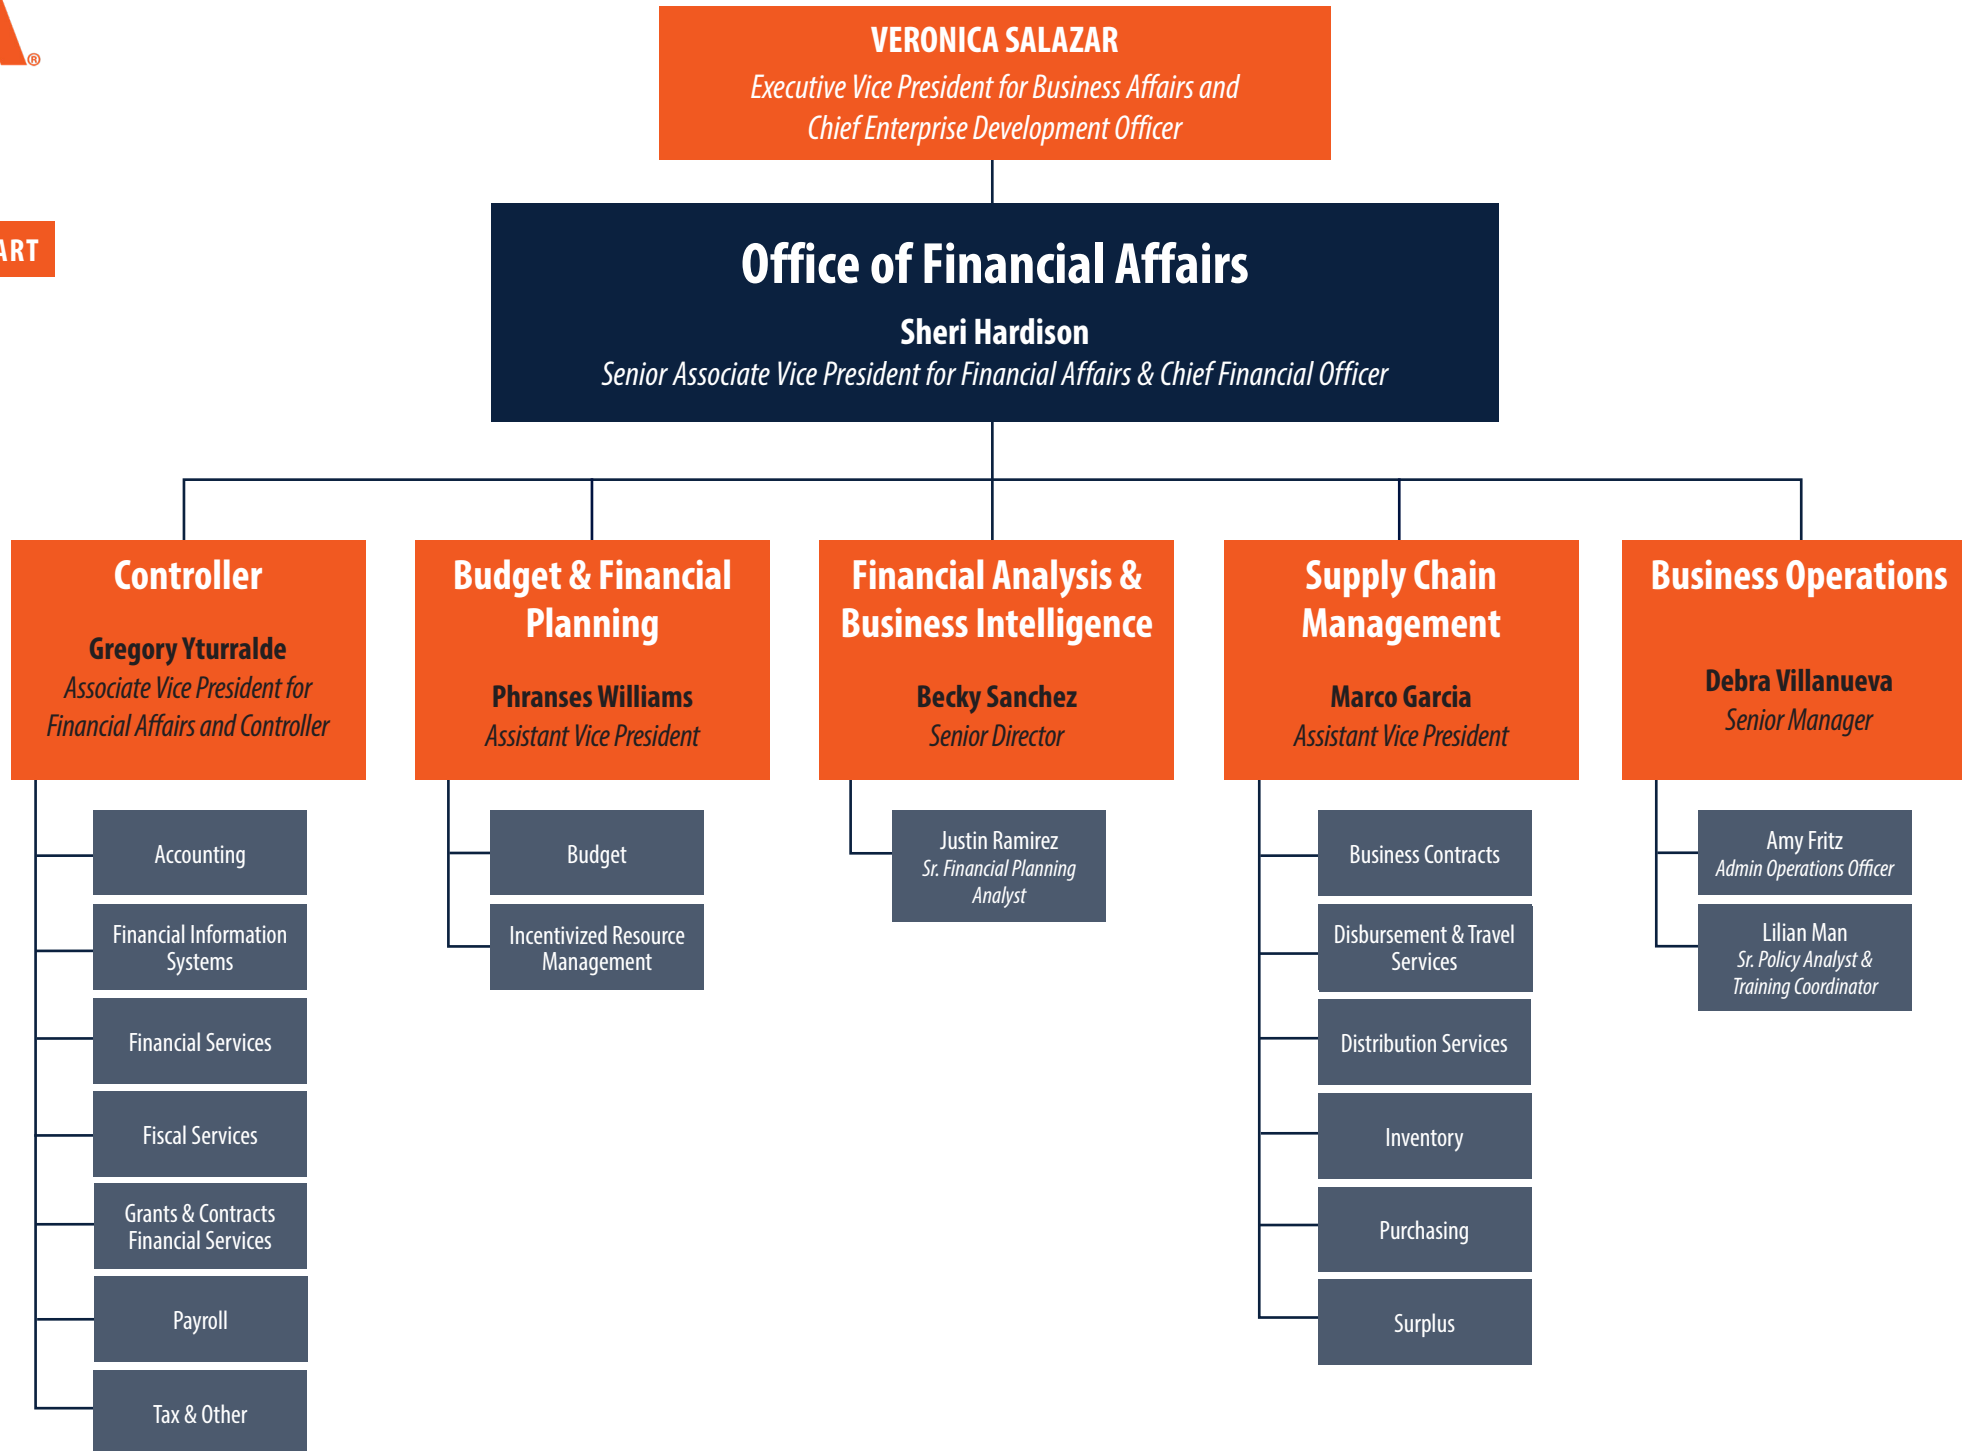 ®
VERONICA SALAZAR
Executive Vice President for Business Affairs and
Chief Enterprise Development Officer
ART
Office of Financial Affairs
Sheri Hardison
Senior Associate Vice President for Financial Affairs & Chief Financial Officer
Controller
Gregory Yturralde
Associate Vice President for
Financial Affairs and Controller
Accounting
Financial Information
Systems
Financial Services
Fiscal Services
Grants & Contracts
Financial Services
Payroll
Tax & Other
Budget & Financial
Planning
Phranses Williams
Assistant Vice President
Budget
Incentivized Resource
Management
Financial Analysis &
Business Intelligence
Becky Sanchez
Senior Director
Justin Ramirez
Sr. Financial Planning
Analyst
Supply Chain
Management
Marco Garcia
Assistant Vice President
Business Contracts
Disbursement & Travel
Services
Distribution Services
Inventory
Purchasing
Surplus
Business Operations
Debra Villanueva
Senior Manager
Amy Fritz
Admin Operations Officer
Lilian Man
Sr. Policy Analyst &
Training Coordinator